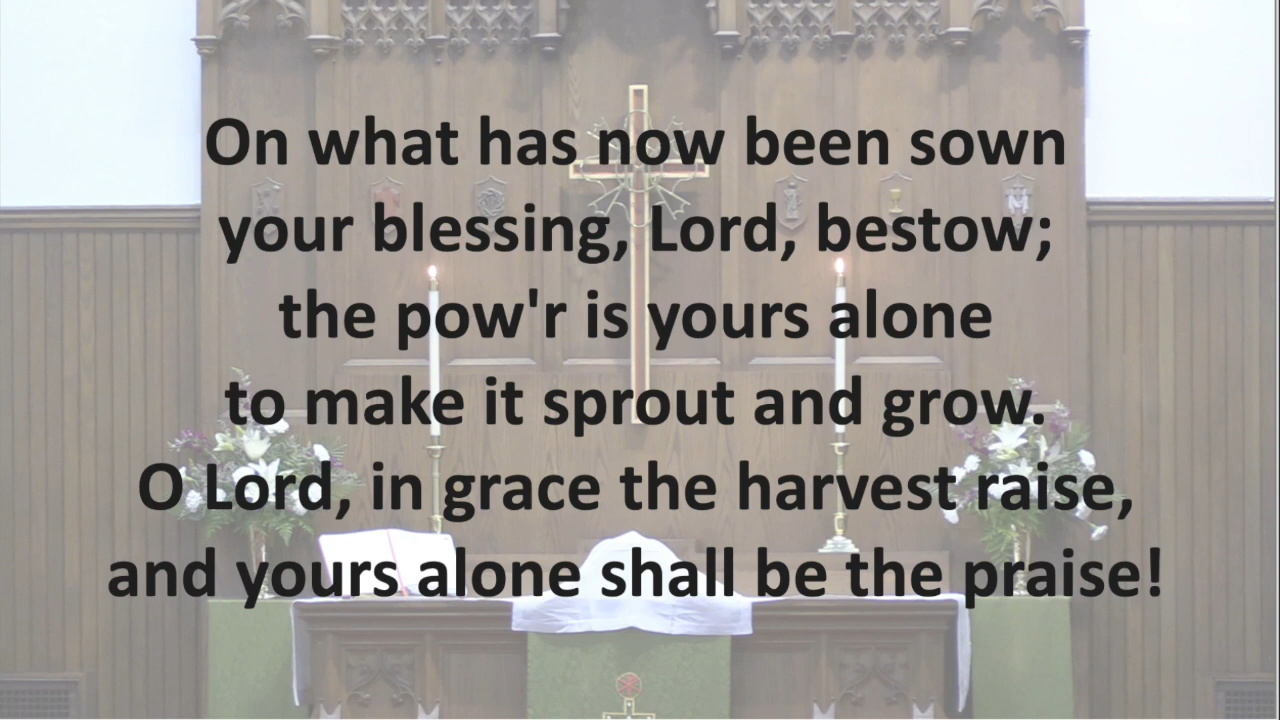 On what has now been sown
your blessing, Lord, bestow;
the pow'r is yours alone
to make it sprout and grow.
O Lord, in grace the harvest raise,
and yours alone shall be the praise!